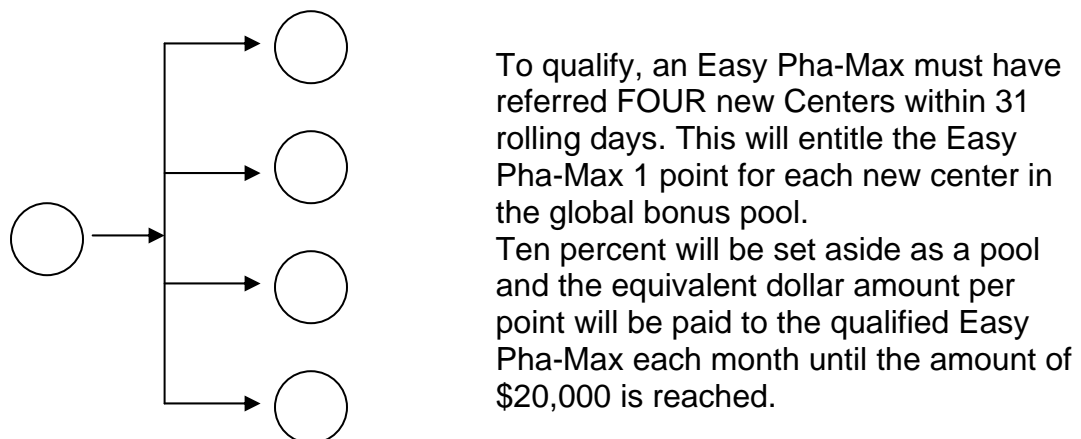 To qualify, an Easy Pha-Max must have
referred FOUR new Centers within 31
rolling days. This will entitle the Easy
Pha-Max 1 point for each new center in
the global bonus pool.
Ten percent will be set aside as a pool
and the equivalent dollar amount per
point will be paid to the qualified Easy
Pha-Max each month until the amount of
$20,000 is reached.